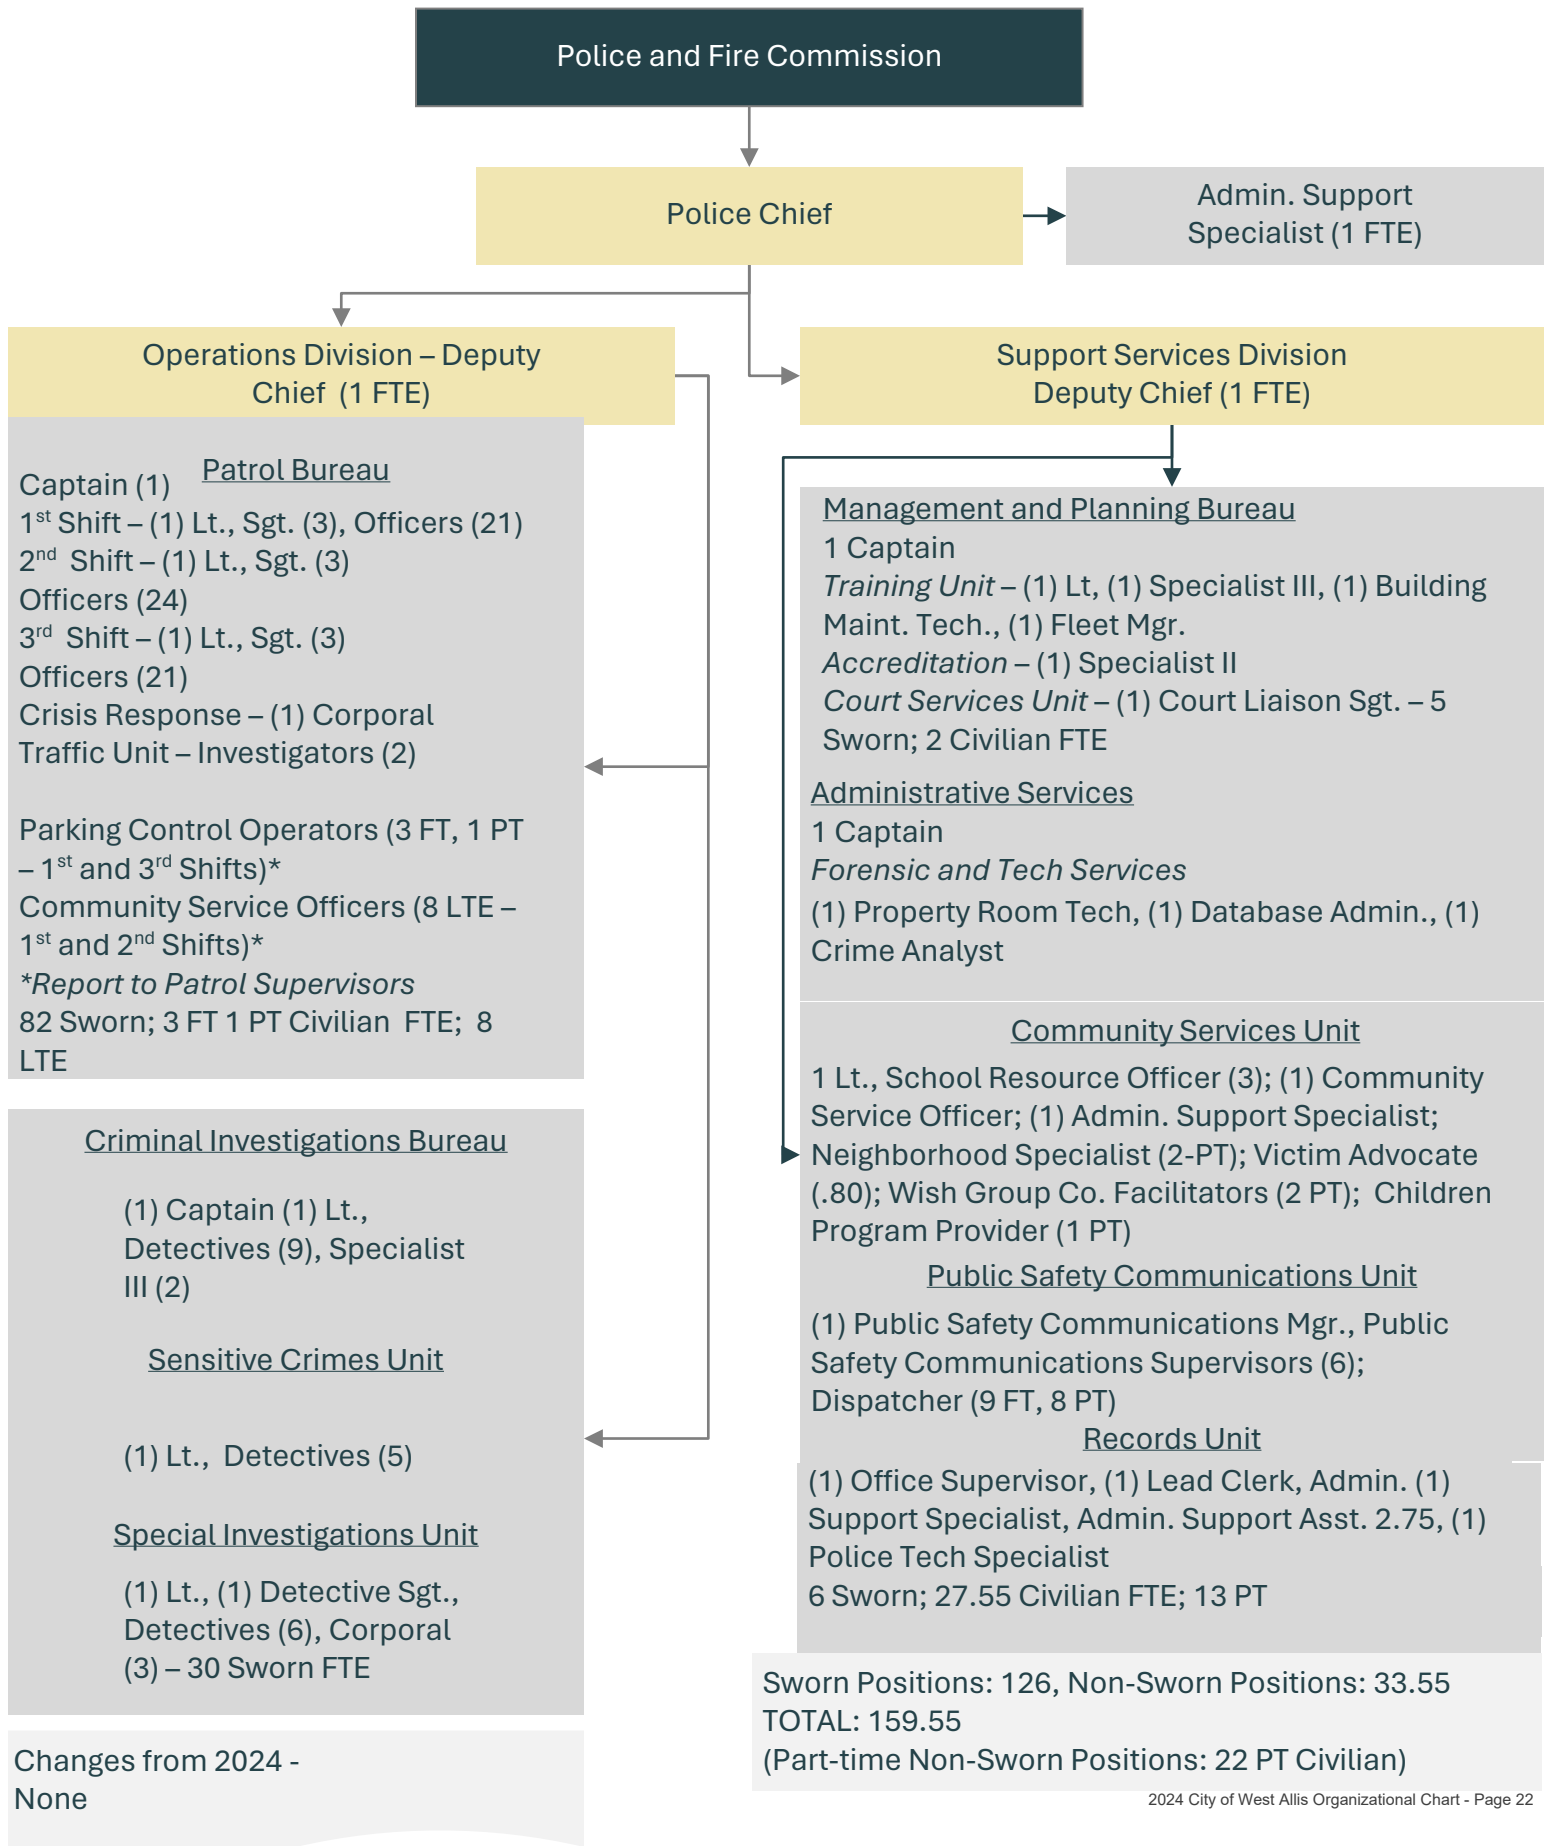 Police and Fire Commission
Police Chief
Admin. Support
Specialist (1 FTE)
Operations Division – Deputy
Chief (1 FTE)
Patrol Bureau
Captain (1)
1st Shift – (1) Lt., Sgt. (3), Officers (21)
2nd Shift – (1) Lt., Sgt. (3)
Officers (24)
3rd Shift – (1) Lt., Sgt. (3)
Officers (21)
Crisis Response – (1) Corporal
Traffic Unit – Investigators (2)
Parking Control Operators (3 FT, 1 PT
– 1st and 3rd Shifts)*
Community Service Officers (8 LTE –
1st and 2nd Shifts)*
*Report to Patrol Supervisors
82 Sworn; 3 FT 1 PT Civilian FTE; 8
LTE
Criminal Investigations Bureau
(1) Captain (1) Lt.,
Detectives (9), Specialist
III (2)
Sensitive Crimes Unit
(1) Lt., Detectives (5)
Special Investigations Unit
(1) Lt., (1) Detective Sgt.,
Detectives (6), Corporal
(3) – 30 Sworn FTE
Changes from 2024 -
None
Support Services Division
Deputy Chief (1 FTE)
Management and Planning Bureau
1 Captain
Training Unit – (1) Lt, (1) Specialist III, (1) Building
Maint. Tech., (1) Fleet Mgr.
Accreditation – (1) Specialist II
Court Services Unit – (1) Court Liaison Sgt. – 5
Sworn; 2 Civilian FTE
Administrative Services
1 Captain
Forensic and Tech Services
(1) Property Room Tech, (1) Database Admin., (1)
Crime Analyst
Community Services Unit
1 Lt., School Resource Officer (3); (1) Community
Service Officer; (1) Admin. Support Specialist;
Neighborhood Specialist (2-PT); Victim Advocate
(.80); Wish Group Co. Facilitators (2 PT); Children
Program Provider (1 PT)
Public Safety Communications Unit
(1) Public Safety Communications Mgr., Public
Safety Communications Supervisors (6);
Dispatcher (9 FT, 8 PT)
Records Unit
(1) Office Supervisor, (1) Lead Clerk, Admin. (1)
Support Specialist, Admin. Support Asst. 2.75, (1)
Police Tech Specialist
6 Sworn; 27.55 Civilian FTE; 13 PT
Sworn Positions: 126, Non-Sworn Positions: 33.55
TOTAL: 159.55
(Part-time Non-Sworn Positions: 22 PT Civilian)
2024 City of West Allis Organizational Chart - Page 22